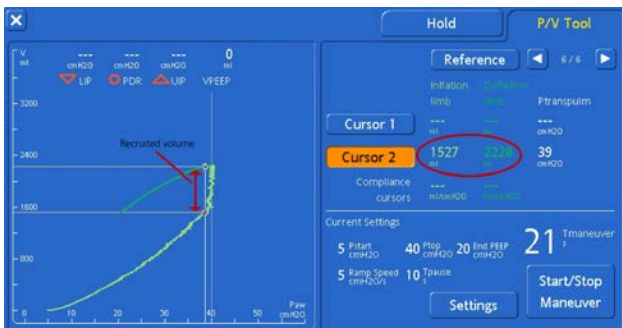 X
Hold
P/V Tool
V
ml
---
cmH2O
---
cmH2O
---
cmH2O
0
ml
LIP
PDR
UIP
VPEEP
3200
2400
1600
800
Recruited volume
0
10
20
30
40
50
Paw
cmH2O
Reference
6/6
Inflation
limb
Deflation
limb
Ptranspulm
Cursor 1
---
ml
---
ml
---
cmH2O
Cursor 2
1527
ml
2228
ml
39
cmH2O
Compliance
cursors
---
ml/cmH2O
---
ml/cmH2O
Current Settings
5 Pstart
cmH2O
40 Ptop
cmH2O
20 End PEEP
cmH2O
21 Tmaneuver
s
5 Ramp Speed
cmH2O/s
10 Tpause
s
Settings
Start/Stop
Maneuver